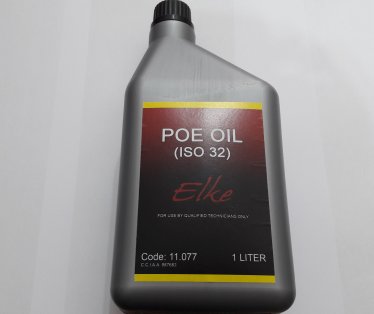 POE OIL
(ISO 32)
Elke
FOR USE BY QUALIFIED TECHNICIANS ONLY
Code: 11.077 1 LITER